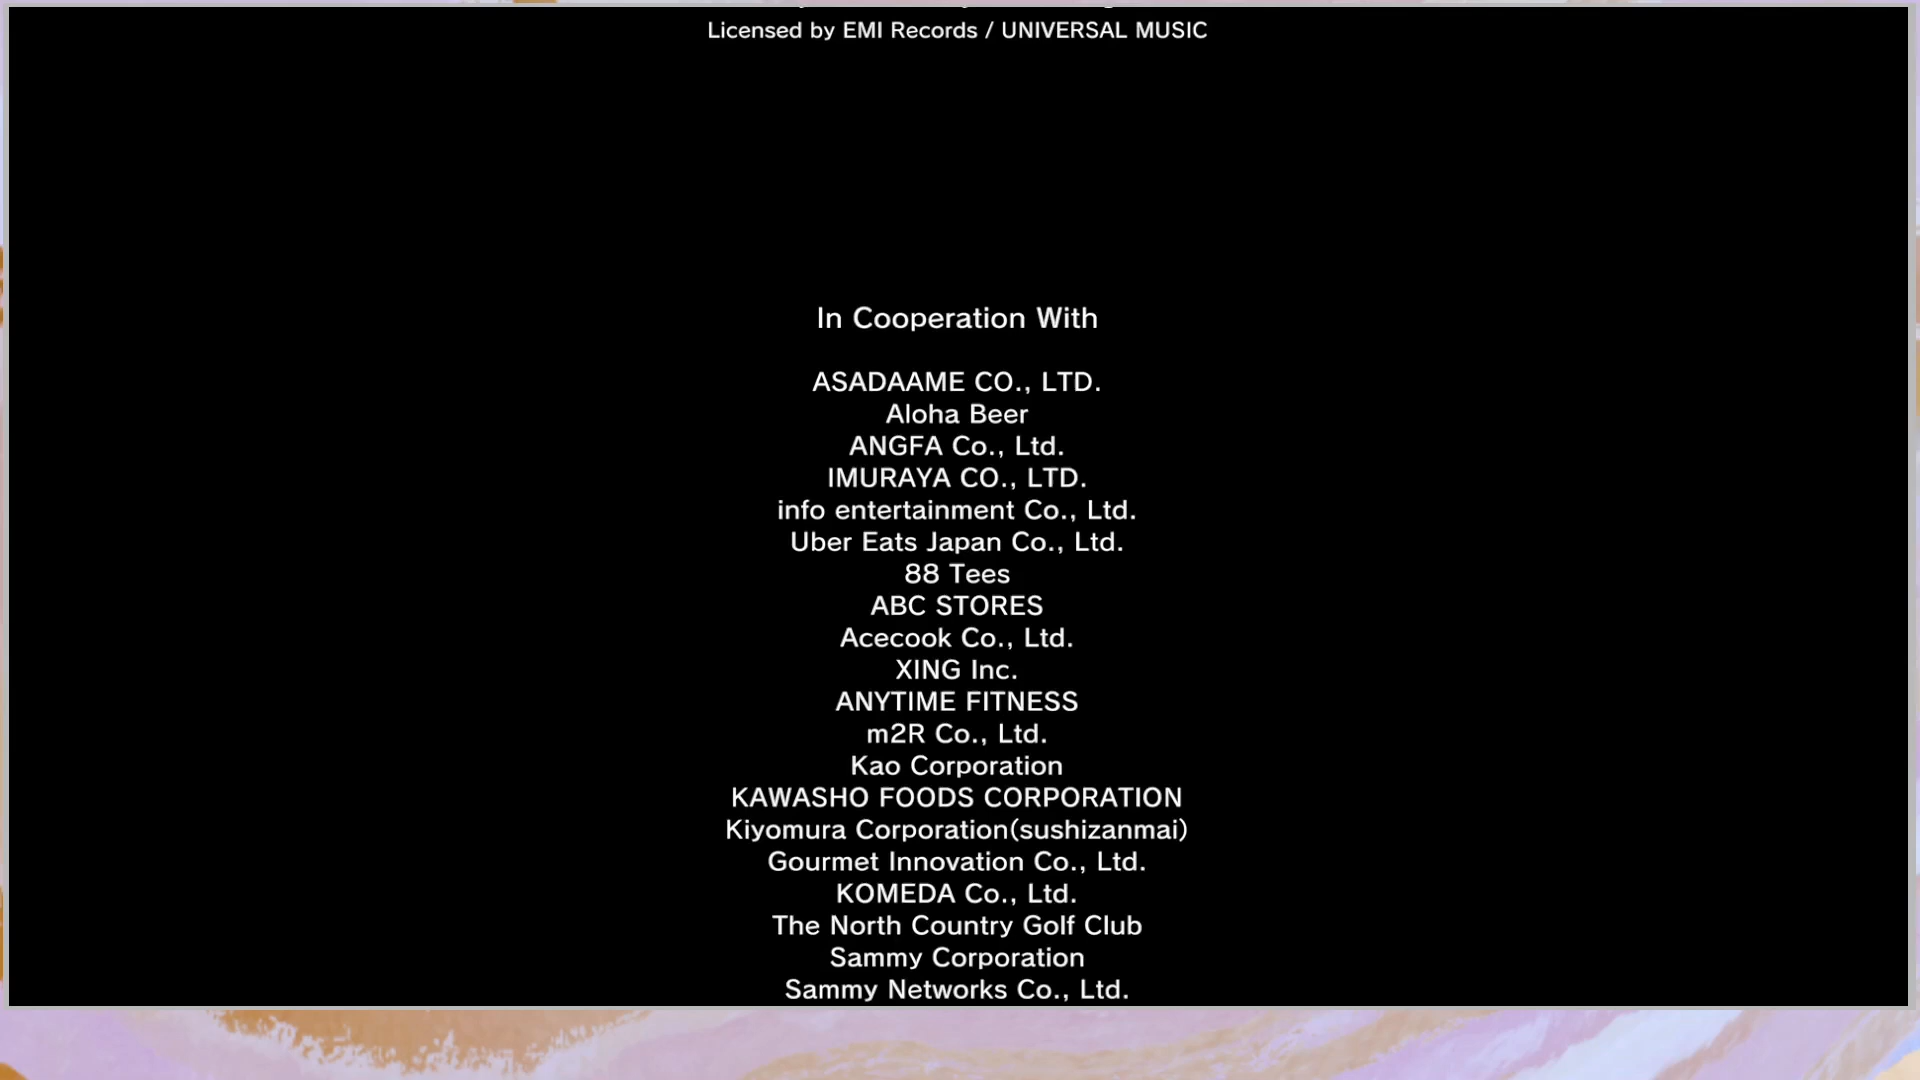 Licensed by EMI Records / UNIVERSAL MUSIC
In Cooperation With
ASADAAME CO., LTD.
Aloha Beer
ANGFA Co., Ltd.
IMURAYA CO., LTD.
info entertainment Co., Ltd.
Uber Eats Japan Co., Ltd.
88 Tees
ABC STORES
Acecook Co., Ltd.
XING Inc.
ANYTIME FITNESS
m2R Co., Ltd.
Kao Corporation
KAWASHO FOODS CORPORATION
Kiyomura Corporation(sushizanmai)
Gourmet Innovation Co., Ltd.
KOMEDA Co., Ltd.
The North Country Golf Club
Sammy Corporation
Sammy Networks Co., Ltd.